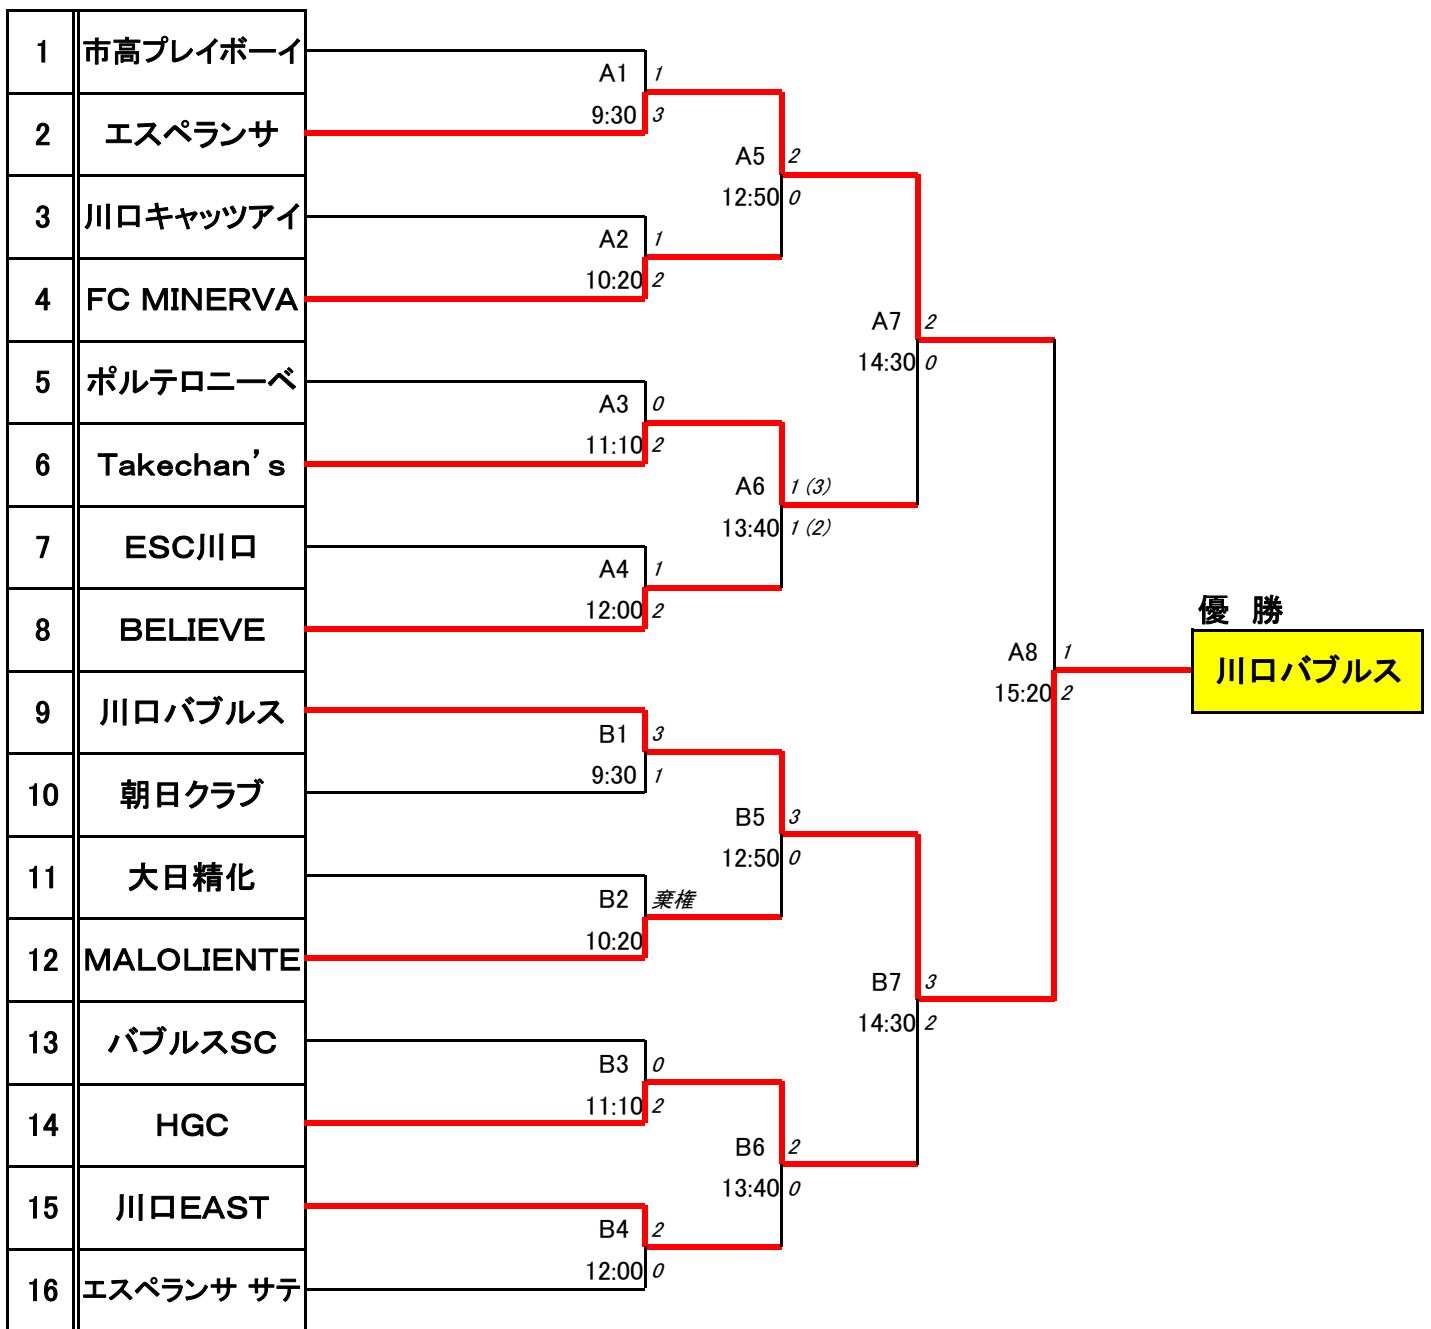 1 市高プレイボーイ
A1 1
9:30 3
2 エスペランサ
A5 2
12:50 0
3 川口キャッツアイ
A2 1
10:20 2
4 FC MINERVA
A7 2
14:30 0
5 ポルテロニーベ
A3 0
11:10 2
6 Takechan's
A6 1 (3)
13:40 1 (2)
7 ESC川口
A4 1
12:00 2
8 BELIEVE
優 勝
川口バブルス
A8 1
15:20 2
9 川口バブルス
B1 3
9:30 1
10 朝日クラブ
B5 3
12:50 0
11 大日精化
B2 棄権
10:20
12 MALOLIENTE
B7 3
14:30 2
13 バブルスSC
B3 0
11:10 2
14 HGC
B6 2
13:40 0
15 川口EAST
B4 2
12:00 0
16 エスペランサ サテ